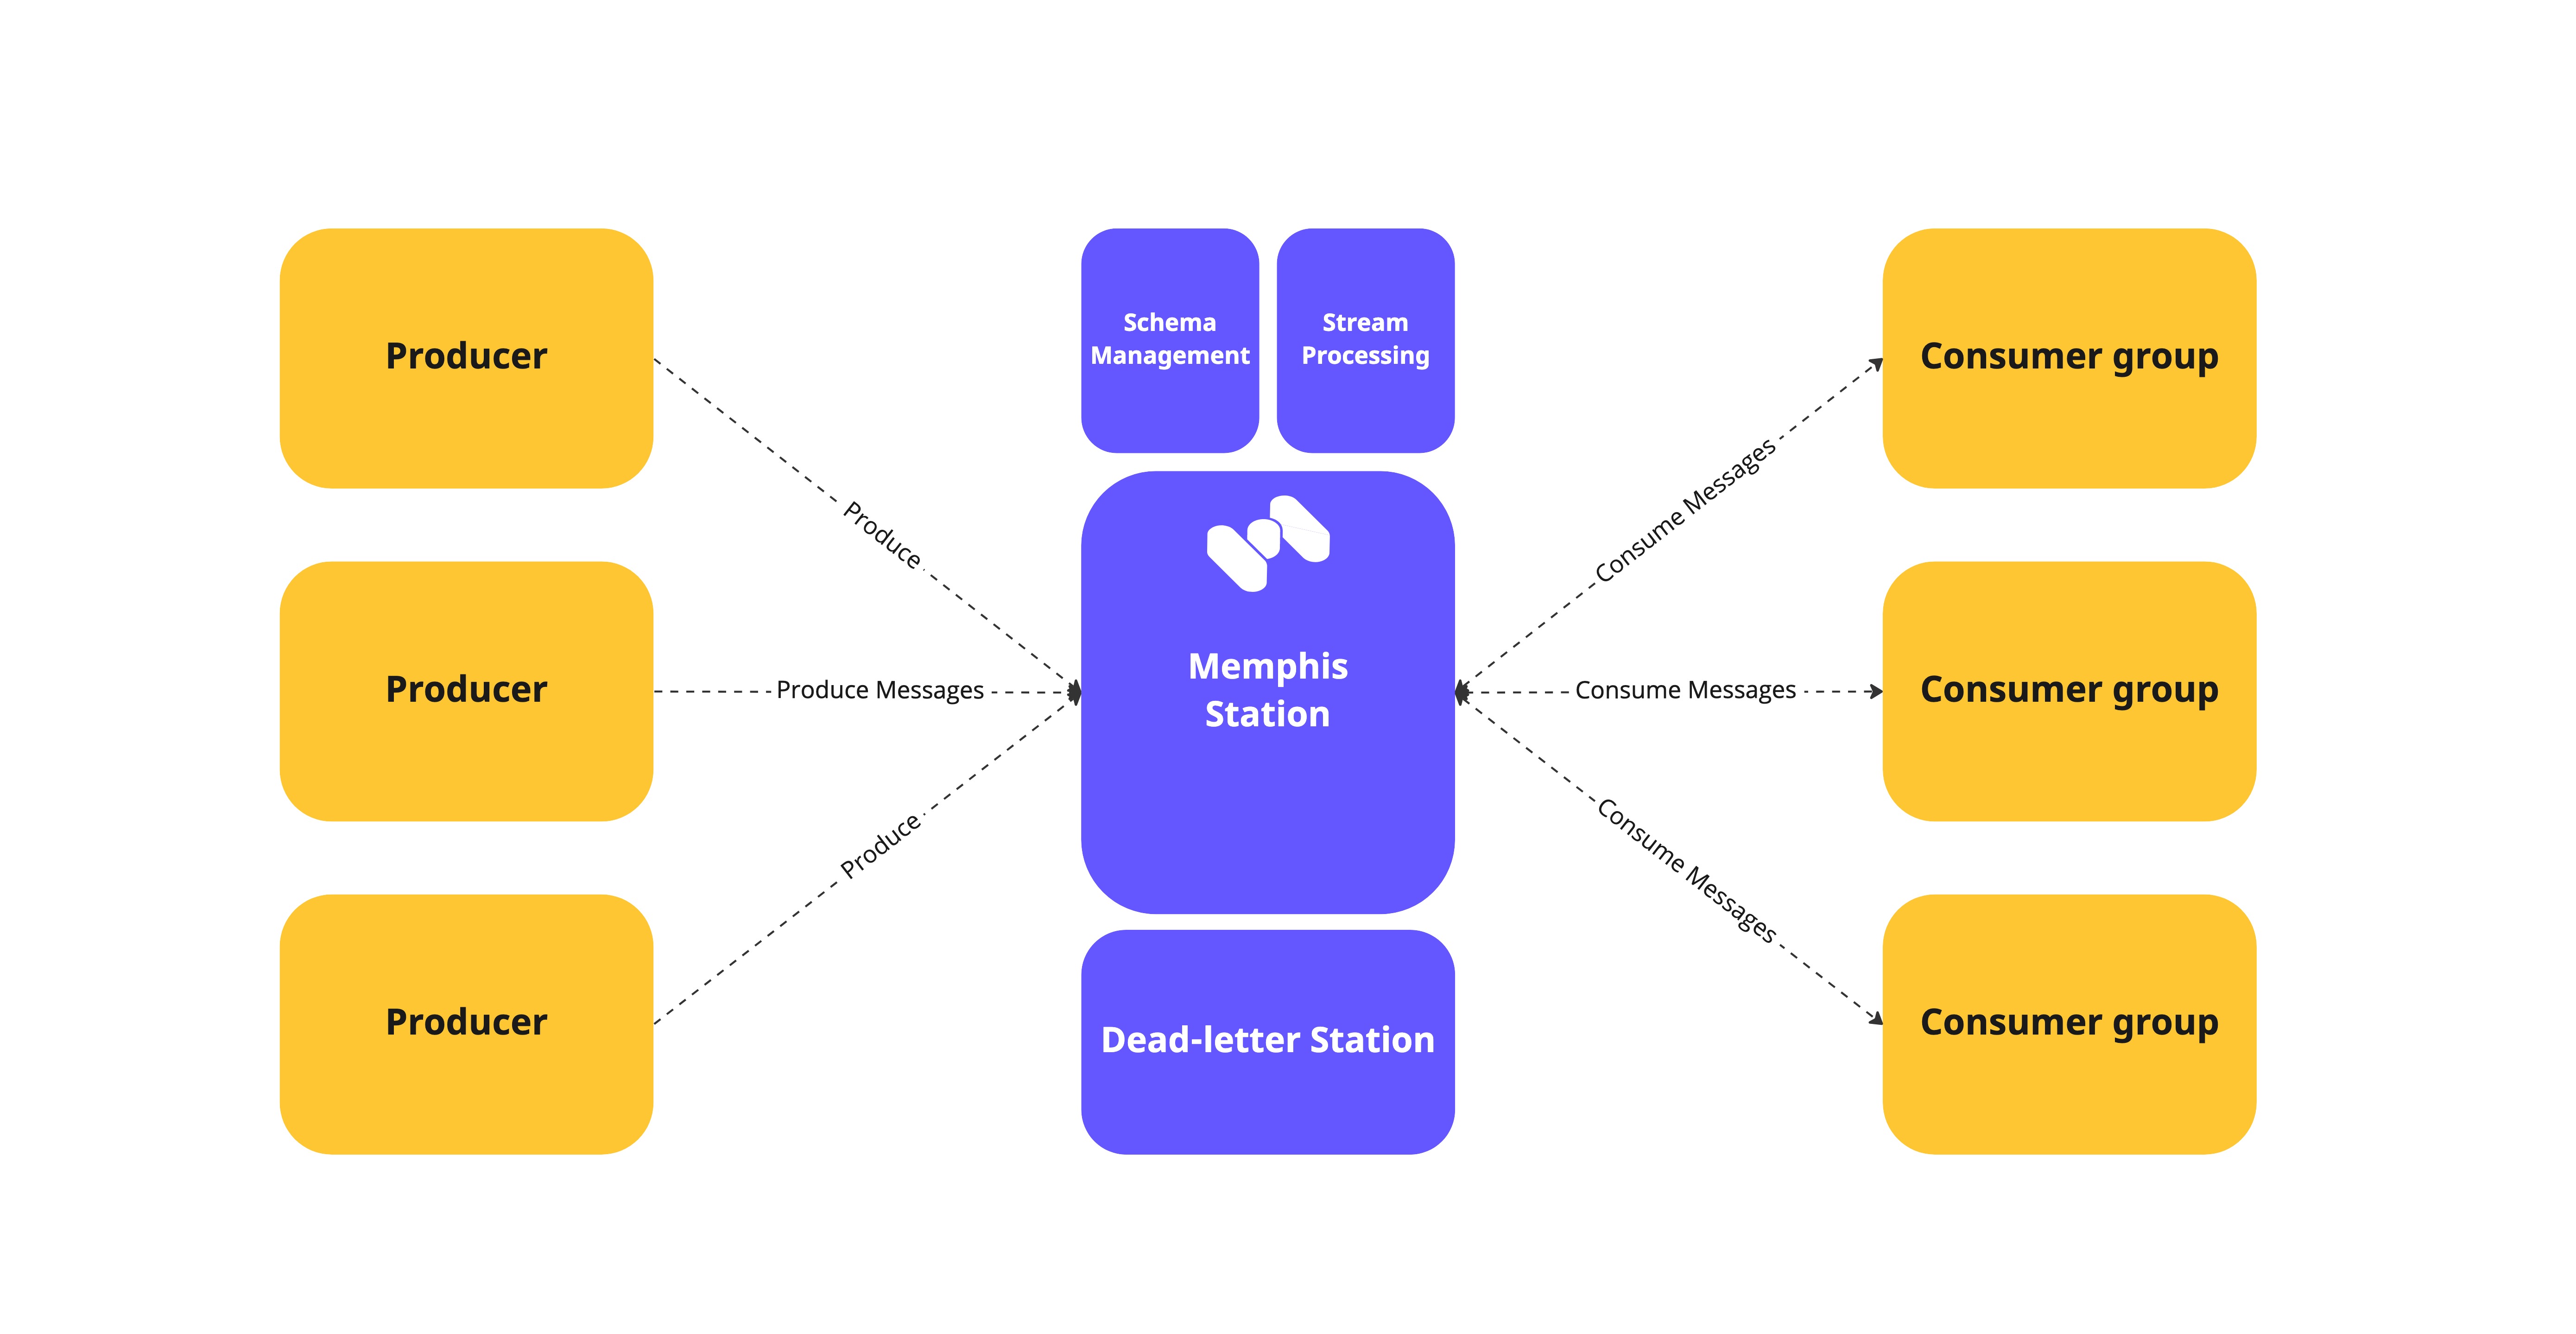 Producer
Producer
Producer
Produce
Produce Messages
Produce
Schema
Management
Stream
Processing
Memphis
Station
Dead-letter Station
Consume Messages
Consume Messages
Consume Messages
Consumer group
Consumer group
Consumer group